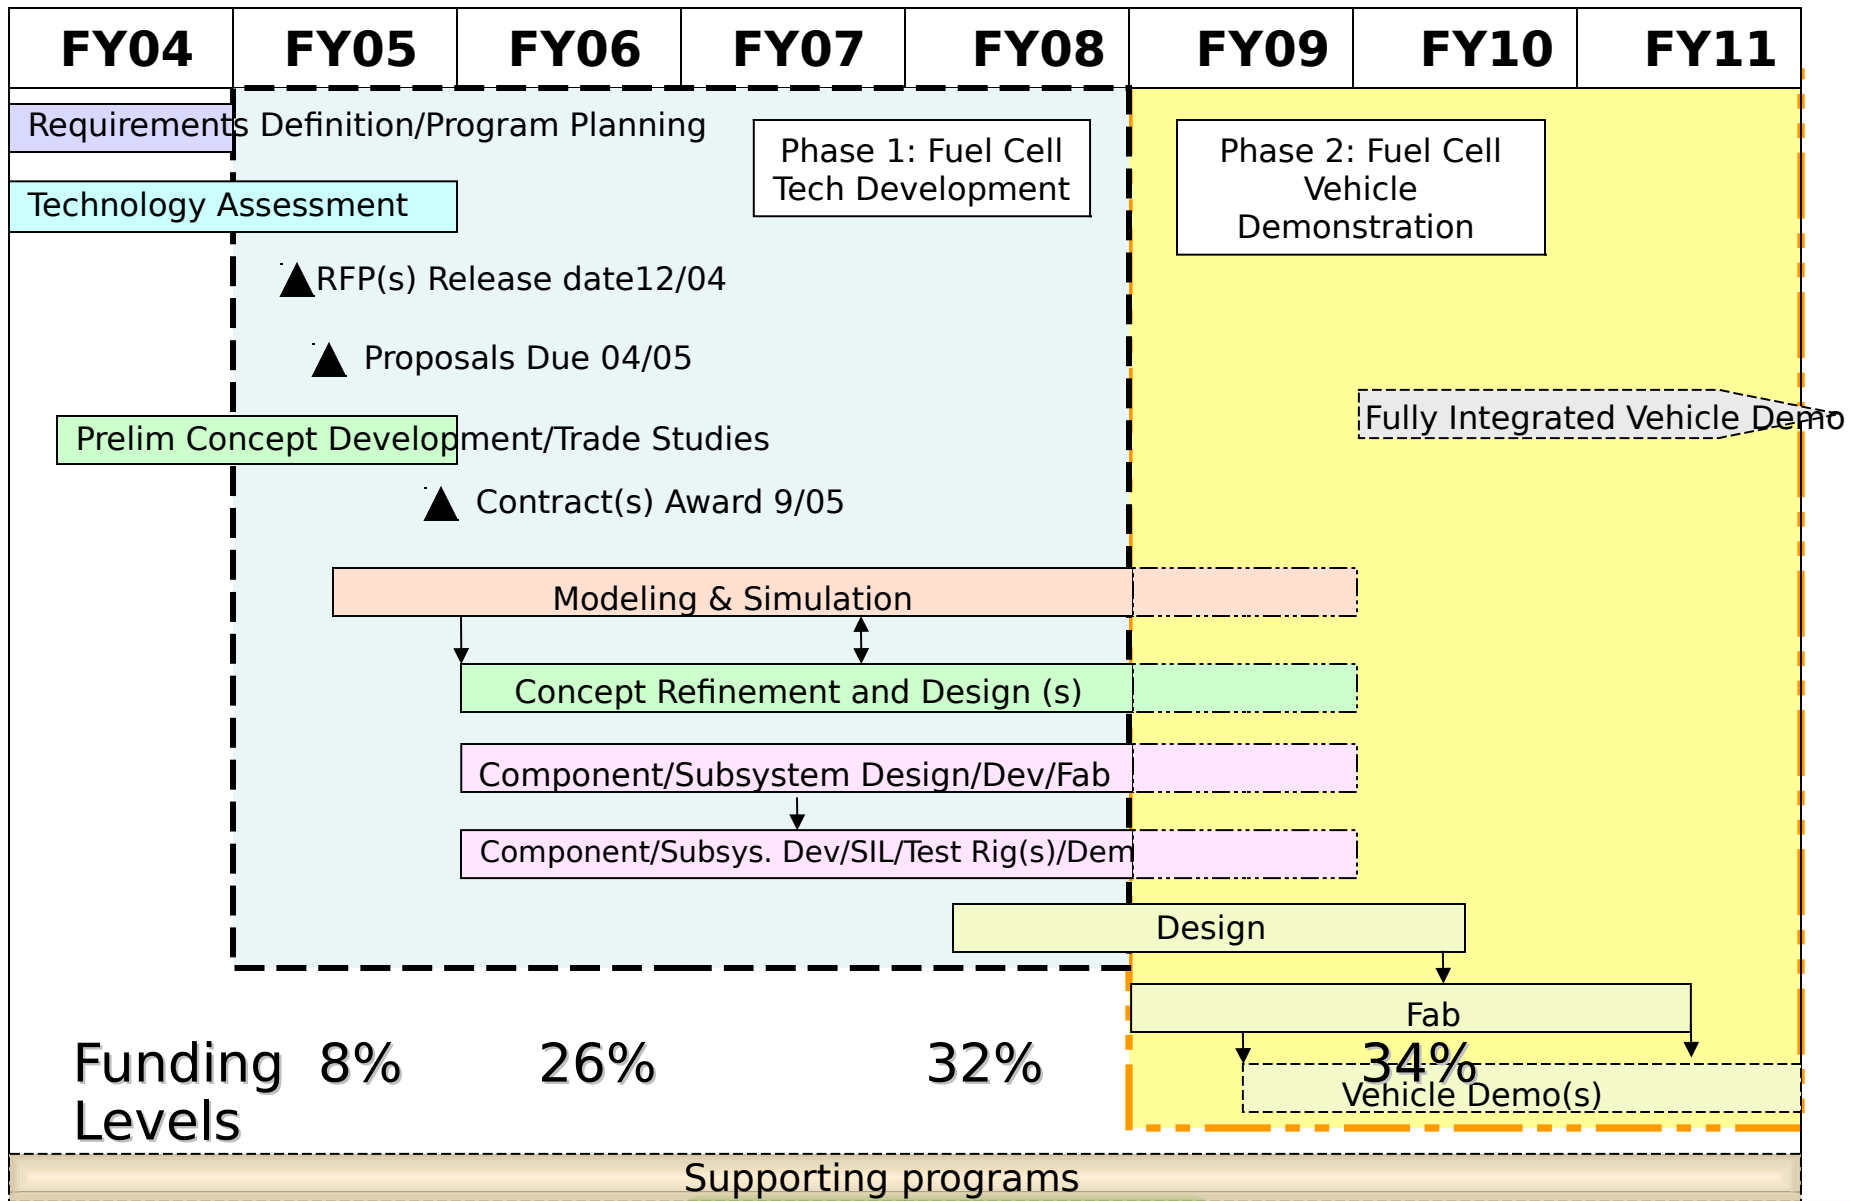 FY04 FY05 FY06 FY07 FY08 FY09 FY10 FY11
Requirements Definition/Program Planning
Phase 1: Fuel Cell
Tech Development
Phase 2: Fuel Cell
Vehicle
Demonstration
Technology Assessment
RFP(s) Release date12/04
Proposals Due 04/05
Fully Integrated Vehicle Demo
Prelim Concept Development/Trade Studies
Contract(s) Award 9/05
Modeling & Simulation
Concept Refinement and Design (s)
Component/Subsystem Design/Dev/Fab
Component/Subsys. Dev/SIL/Test Rig(s)/Dem
Design
Fab
Funding 8% 26% 32% 34%
Levels
Vehicle Demo(s)
Supporting programs